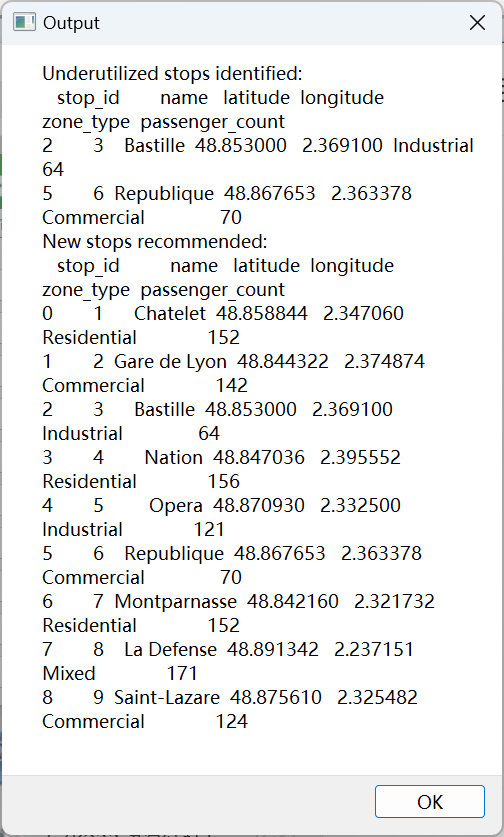 Output
Underutilized stops identified:
stop_id name latitude longitude
zone_type passenger_count
2 3 Bastille 48.853000 2.369100 Industrial
64
5 6 Republique 48.867653 2.363378
Commercial 70
New stops recommended:
stop_id name latitude longitude
zone_type passenger_count
0 1 Chatelet 48.858844 2.347060
Residential 152
1 2 Gare de Lyon 48.844322 2.374874
Commercial 142
2 3 Bastille 48.853000 2.369100
Industrial 64
3 4 Nation 48.847036 2.395552
Residential 156
4 5 Opera 48.870930 2.332500
Industrial 121
5 6 Republique 48.867653 2.363378
Commercial 70
6 7 Montparnasse 48.842160 2.321732
Residential 152
7 8 La Defense 48.891342 2.237151
Mixed 171
8 9 Saint-Lazare 48.875610 2.325482
Commercial 124
OK